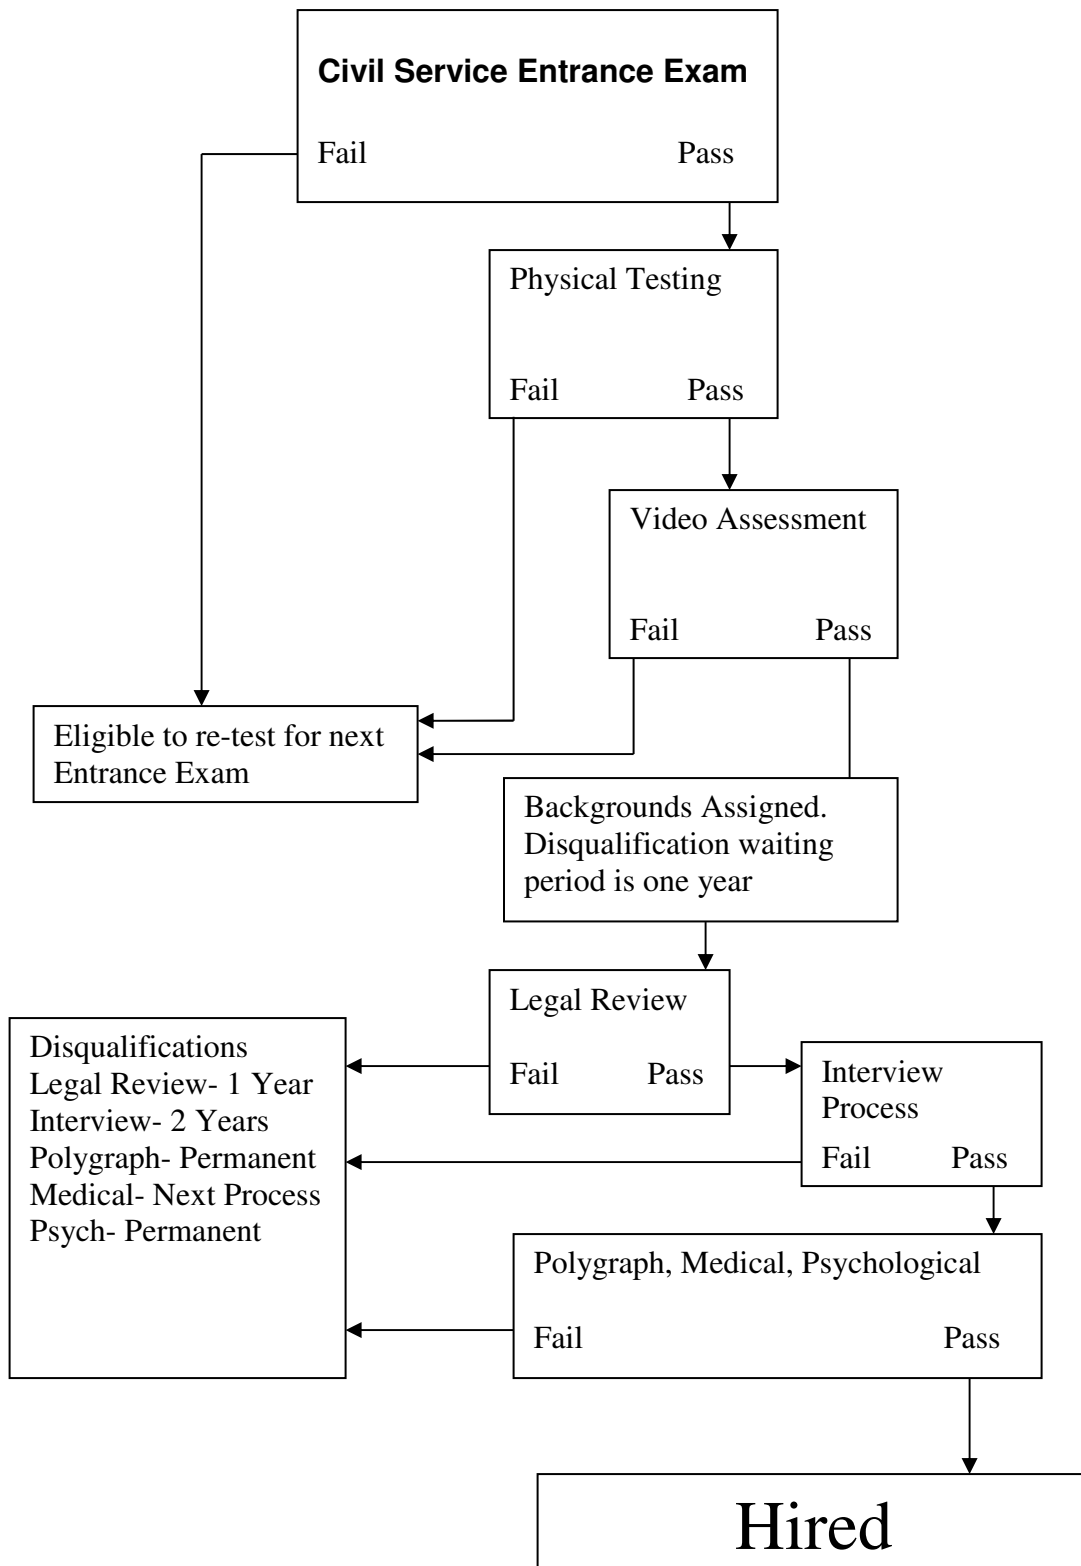 Civil Service Entrance Exam
Fail Pass
Physical Testing
Fail Pass
Video Assessment
Fail Pass
Eligible to re-test for next
Entrance Exam
Backgrounds Assigned.
Disqualification waiting
period is one year
Legal Review
Fail Pass
Disqualifications
Legal Review- 1 Year
Interview- 2 Years
Polygraph- Permanent
Medical- Next Process
Psych- Permanent
Interview
Process
Fail Pass
Polygraph, Medical, Psychological
Fail Pass
Hired